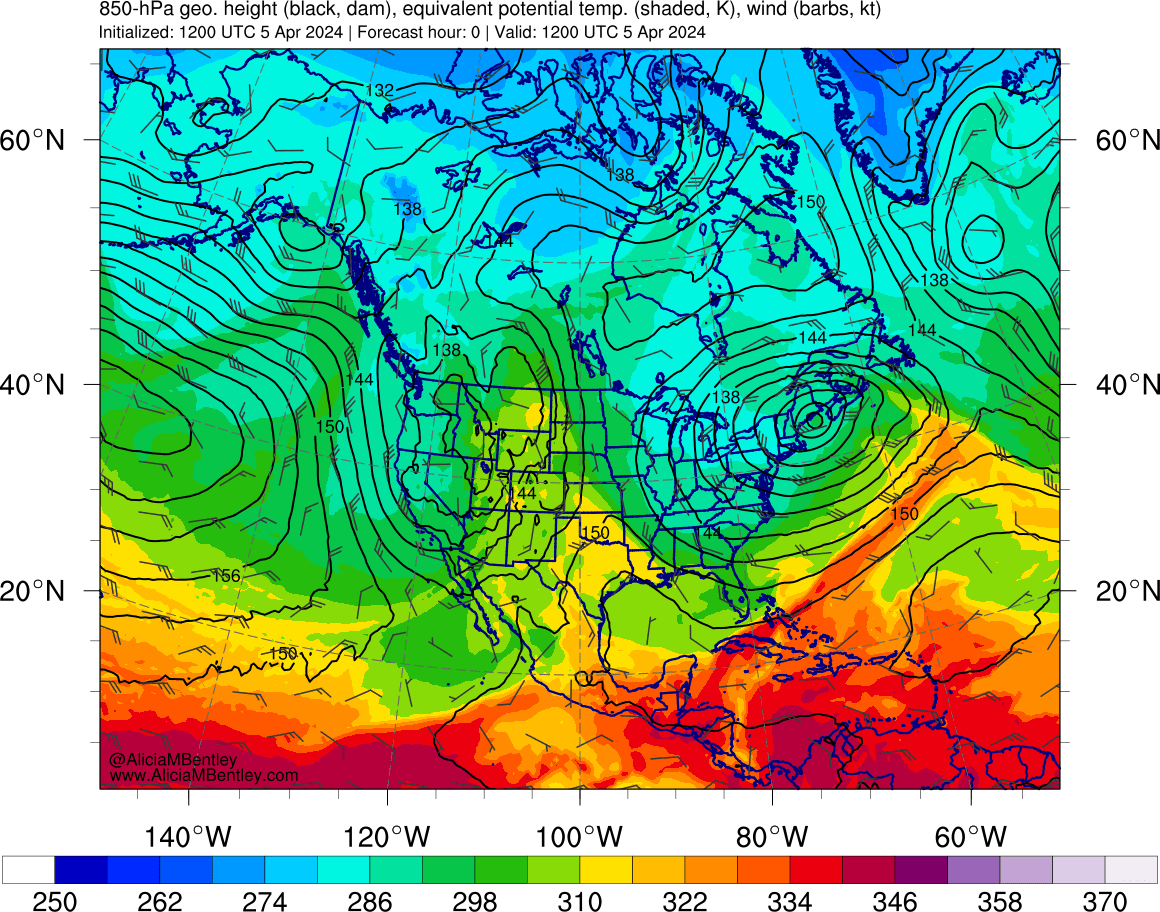 850-hPa geo. height (black, dam), equivalent potential temp. (shaded, K), wind (barbs, kt)
Initialized: 1200 UTC 5 Apr 2024 | Forecast hour: 0 | Valid: 1200 UTC 5 Apr 2024
132
60°N 60°N
138
150
138
144
138
144 144
138
40°N 144 40°N
138
150
144
150
150
144
156
20°N 20°N
150
@AliciaMBentley
www.AliciaMBentley.com
140°W 120°W 100°W 80°W 60°W
250 262 274 286 298 310 322 334 346 358 370